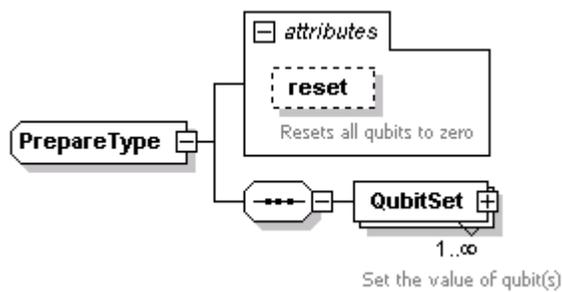 attributes
reset
Resets all qubits to zero
PrepareType
QubitSet
1..∞
Set the value of qubit(s)